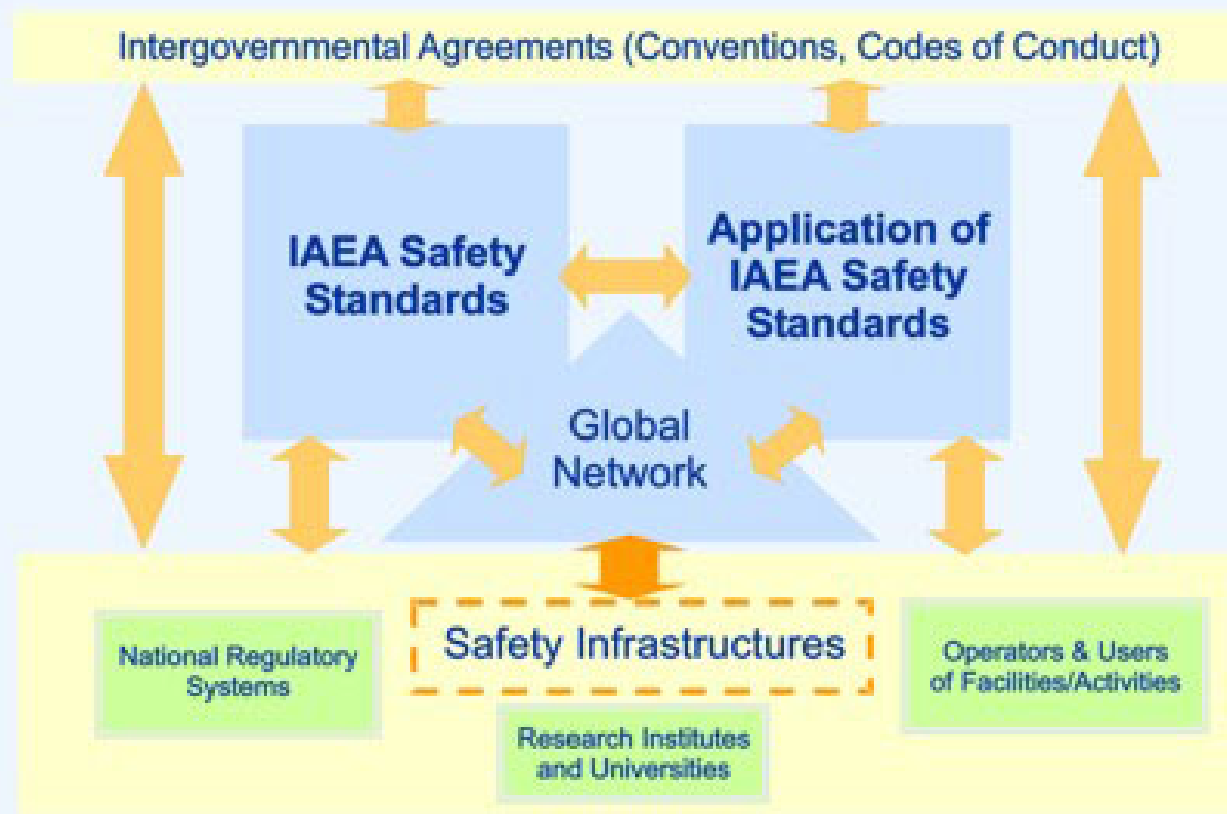 Intergovernmental Agreements (Conventions, Codes of Conduct)
IAEA Safety
Standards
Application of
IAEA Safety
Standards
Global
Network
Safety Infrastructures
National Regulatory
Systems
Operators & Users
of Facilities/Activities
Research Institutes
and Universities